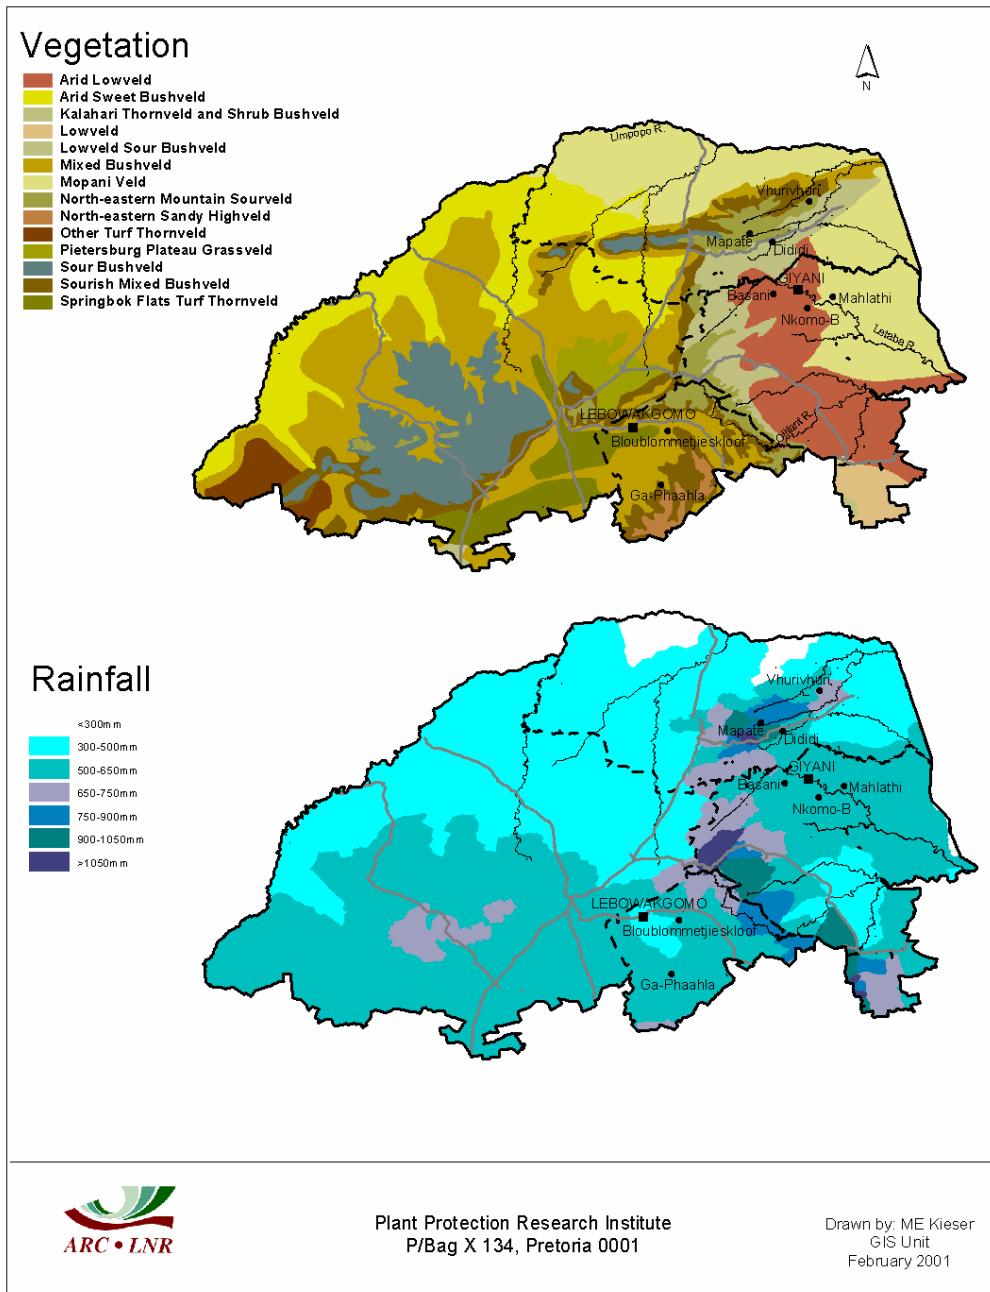 Vegetation
Arid Lowveld
Arid Sweet Bushveld
Kalahari Thornveld and Shrub Bushveld
Lowveld
Lowveld Sour Bushveld
Mixed Bushveld
Mopani Veld
North-eastern Mountain Sourveld
North-eastern Sandy Highveld
Other Turf Thornveld
Pietersburg Plateau Grassveld
Sour Bushveld
Sourish Mixed Bushveld
Springbok Flats Turf Thornveld
N
Limpopo R.
Vhurivhuri
Mapate
Dididi
GIYANI
Basani
Mahlathi
Nkomo-B
Letaba R.
LEBOWAKGOMO
Olifant R.
Bloublommetjieskloof
Ga-Phaahla
Rainfall
<300mm
300-500mm
500-650mm
650-750mm
750-900mm
900-1050mm
>1050mm
Vhurivhuri
Mapate
Dididi
GIYANI
Basani
Mahlathi
Nkomo-B
LEBOWAKGOMO
Bloublommetjieskloof
Ga-Phaahla
ARC • LNR
Plant Protection Research Institute
P/Bag X 134, Pretoria 0001
Drawn by: ME Kieser
GIS Unit
February 2001